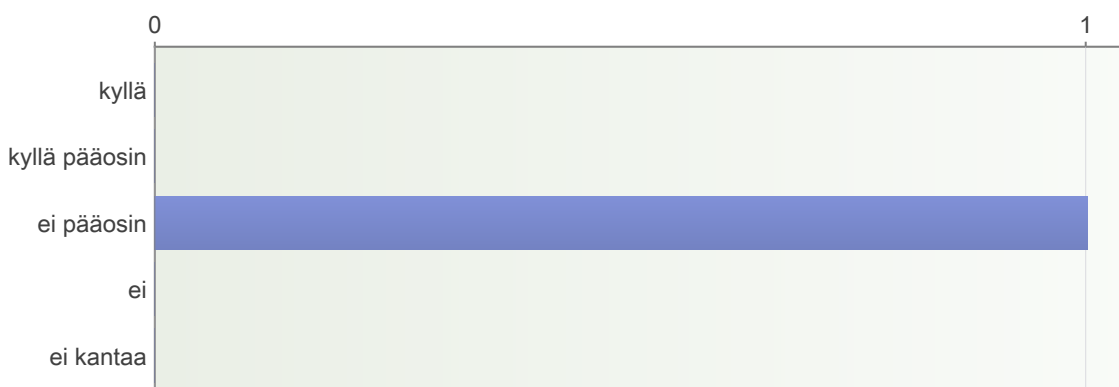 0 1
kyllä
kyllä pääosin
ei pääosin
ei
ei kantaa